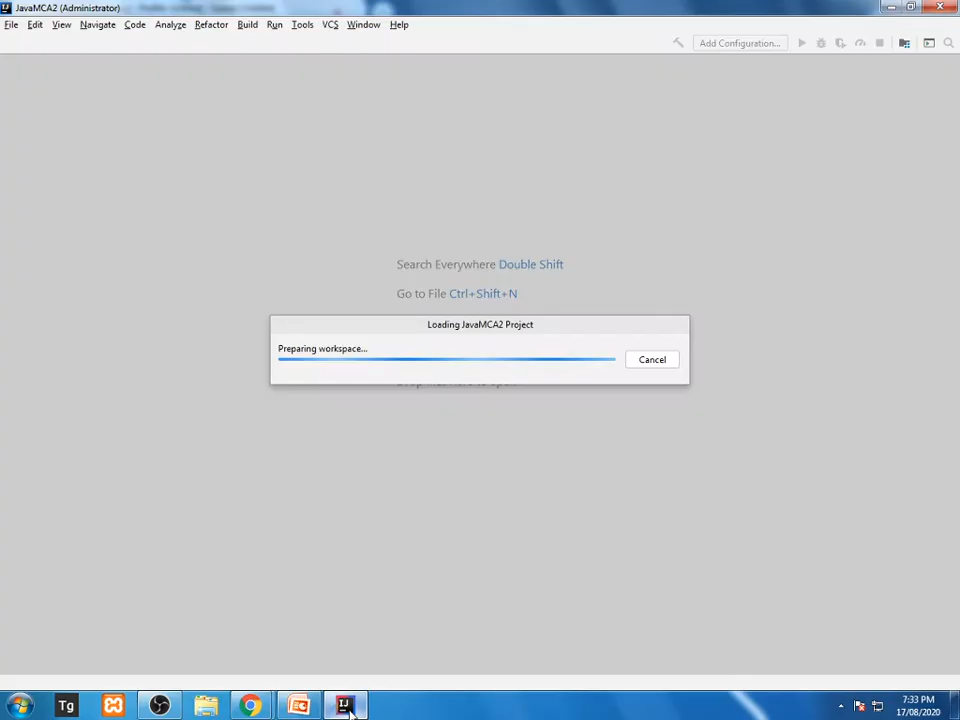 JavaMCA2 (Administrator)
File Edit View Navigate Code Analyze Refactor Build Run Tools VCS Window Help
Add Configuration...
Search Everywhere Double Shift
Go to File Ctrl+Shift+N
Loading JavaMCA2 Project
Preparing workspace...
Cancel
Tg
IJ
7:33 PM
17/08/2020